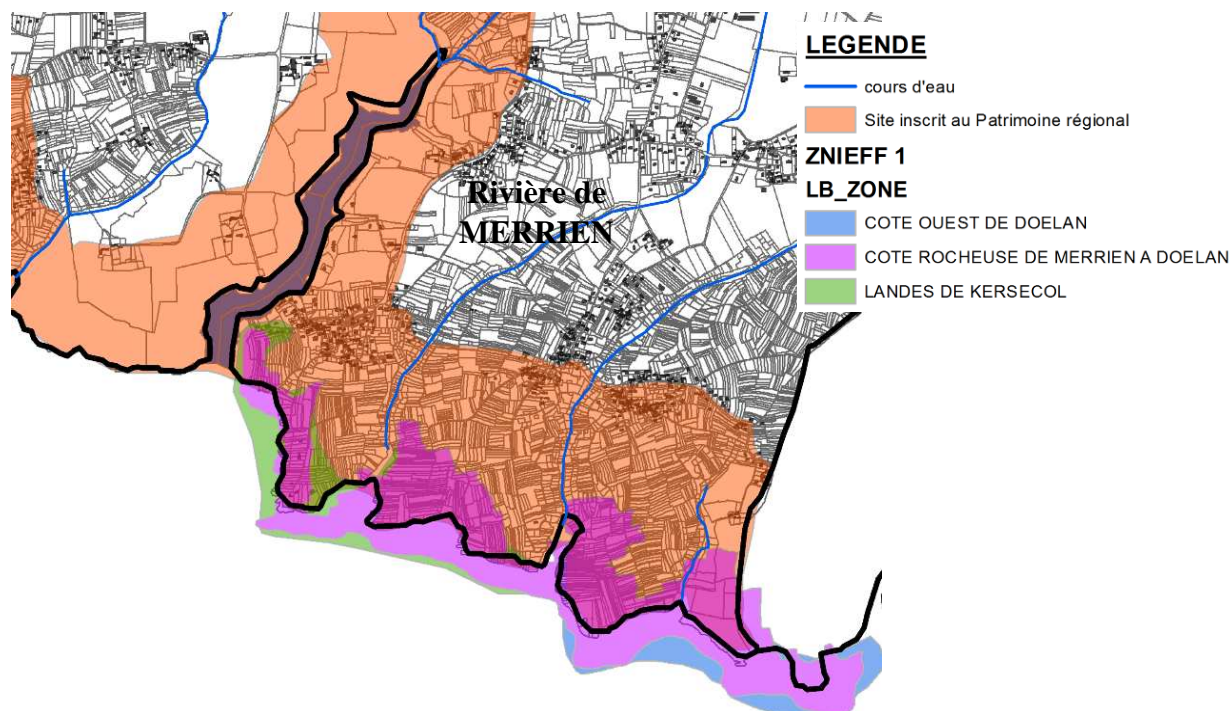 LEGENDE
cours d'eau
Site inscrit au Patrimoine régional
ZNIEFF 1
LB_ZONE
COTE OUEST DE DOELAN
COTE ROCHEUSE DE MERRIEN A DOELAN
LANDES DE KERSECOL
Rivière de
MERRIEN